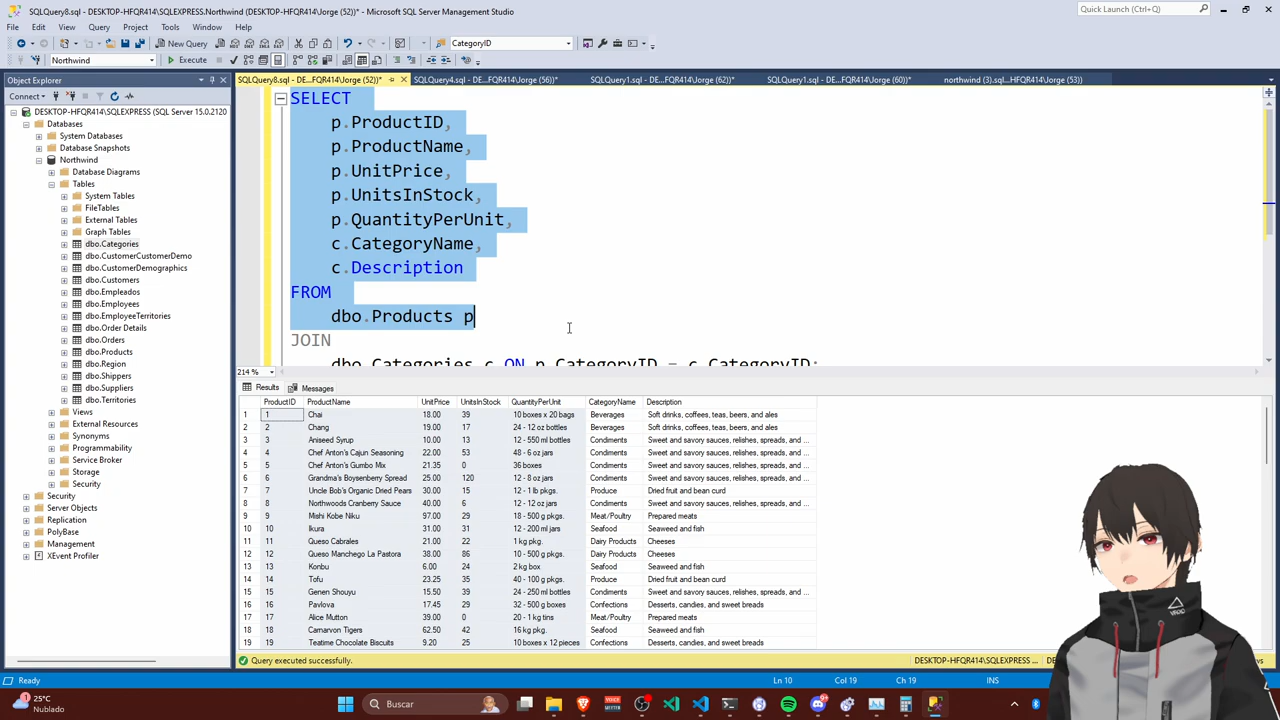 SQLQuery8.sql - DESKTOP-HFQR414\SQLEXPRESS.Northwind (DESKTOP-HFQR414\Jorge (52))* - Microsoft SQL Server Management Studio
Quick Launch (Ctrl+Q)
File Edit View Query Project Tools Window Help
New Query
CategoryID
Northwind
Execute
Object Explorer
SQLQuery8.sql - DE...FQR414\Jorge (52))*
SQLQuery4.sql - DE...FQR414\Jorge (56))*
SQLQuery1.sql - DE...FQR414\Jorge (62))*
SQLQuery1.sql - DE...FQR414\Jorge (60))*
northwind (3).sql...HFQR414\Jorge (53))
Connect
DESKTOP-HFQR414\SQLEXPRESS (SQL Server 15.0.2120
Databases
System Databases
Database Snapshots
Northwind
Database Diagrams
Tables
System Tables
FileTables
External Tables
Graph Tables
dbo.Categories
dbo.CustomerCustomerDemo
dbo.CustomerDemographics
dbo.Customers
dbo.Empleados
dbo.Employees
dbo.EmployeeTerritories
dbo.Order Details
dbo.Orders
dbo.Products
dbo.Region
dbo.Shippers
dbo.Suppliers
dbo.Territories
Views
External Resources
Synonyms
Programmability
Service Broker
Storage
Security
Security
Server Objects
Replication
PolyBase
Management
XEvent Profiler
SELECT
p.ProductID,
p.ProductName,
p.UnitPrice,
p.UnitsInStock,
p.QuantityPerUnit,
c.CategoryName,
c.Description
FROM
dbo.Products p
JOIN
dbo.Categories c ON p.CategoryID = c.CategoryID;
214 %
Results Messages
ProductID ProductName UnitPrice UnitsInStock QuantityPerUnit CategoryName Description
1 1 Chai 18.00 39 10 boxes x 20 bags Beverages Soft drinks, coffees, teas, beers, and ales
2 2 Chang 19.00 17 24 - 12 oz bottles Beverages Soft drinks, coffees, teas, beers, and ales
3 3 Aniseed Syrup 10.00 13 12 - 550 ml bottles Condiments Sweet and savory sauces, relishes, spreads, and ...
4 4 Chef Anton's Cajun Seasoning 22.00 53 48 - 6 oz jars Condiments Sweet and savory sauces, relishes, spreads, and ...
5 5 Chef Anton's Gumbo Mix 21.35 0 36 boxes Condiments Sweet and savory sauces, relishes, spreads, and ...
6 6 Grandma's Boysenberry Spread 25.00 120 12 - 8 oz jars Condiments Sweet and savory sauces, relishes, spreads, and ...
7 7 Uncle Bob's Organic Dried Pears 30.00 15 12 - 1 lb pkgs. Produce Dried fruit and bean curd
8 8 Northwoods Cranberry Sauce 40.00 6 12 - 12 oz jars Condiments Sweet and savory sauces, relishes, spreads, and ...
9 9 Mishi Kobe Niku 97.00 29 18 - 500 g pkgs. Meat/Poultry Prepared meats
10 10 Ikura 31.00 31 12 - 200 ml jars Seafood Seaweed and fish
11 11 Queso Cabrales 21.00 22 1 kg pkg. Dairy Products Cheeses
12 12 Queso Manchego La Pastora 38.00 86 10 - 500 g pkgs. Dairy Products Cheeses
13 13 Konbu 6.00 24 2 kg box Seafood Seaweed and fish
14 14 Tofu 23.25 35 40 - 100 g pkgs. Produce Dried fruit and bean curd
15 15 Genen Shouyu 15.50 39 24 - 250 ml bottles Condiments Sweet and savory sauces, relishes, spreads, and ...
16 16 Pavlova 17.45 29 32 - 500 g boxes Confections Desserts, candies, and sweet breads
17 17 Alice Mutton 39.00 0 20 - 1 kg tins Meat/Poultry Prepared meats
18 18 Carnarvon Tigers 62.50 42 16 kg pkg. Seafood Seaweed and fish
19 19 Teatime Chocolate Biscuits 9.20 25 10 boxes x 12 pieces Confections Desserts, candies, and sweet breads
Query executed successfully.
DESKTOP-HFQR414\SQLEXPRESS ...
Ready
Ln 10 Col 19 Ch 19 INS
25°C
Nublado
Buscar